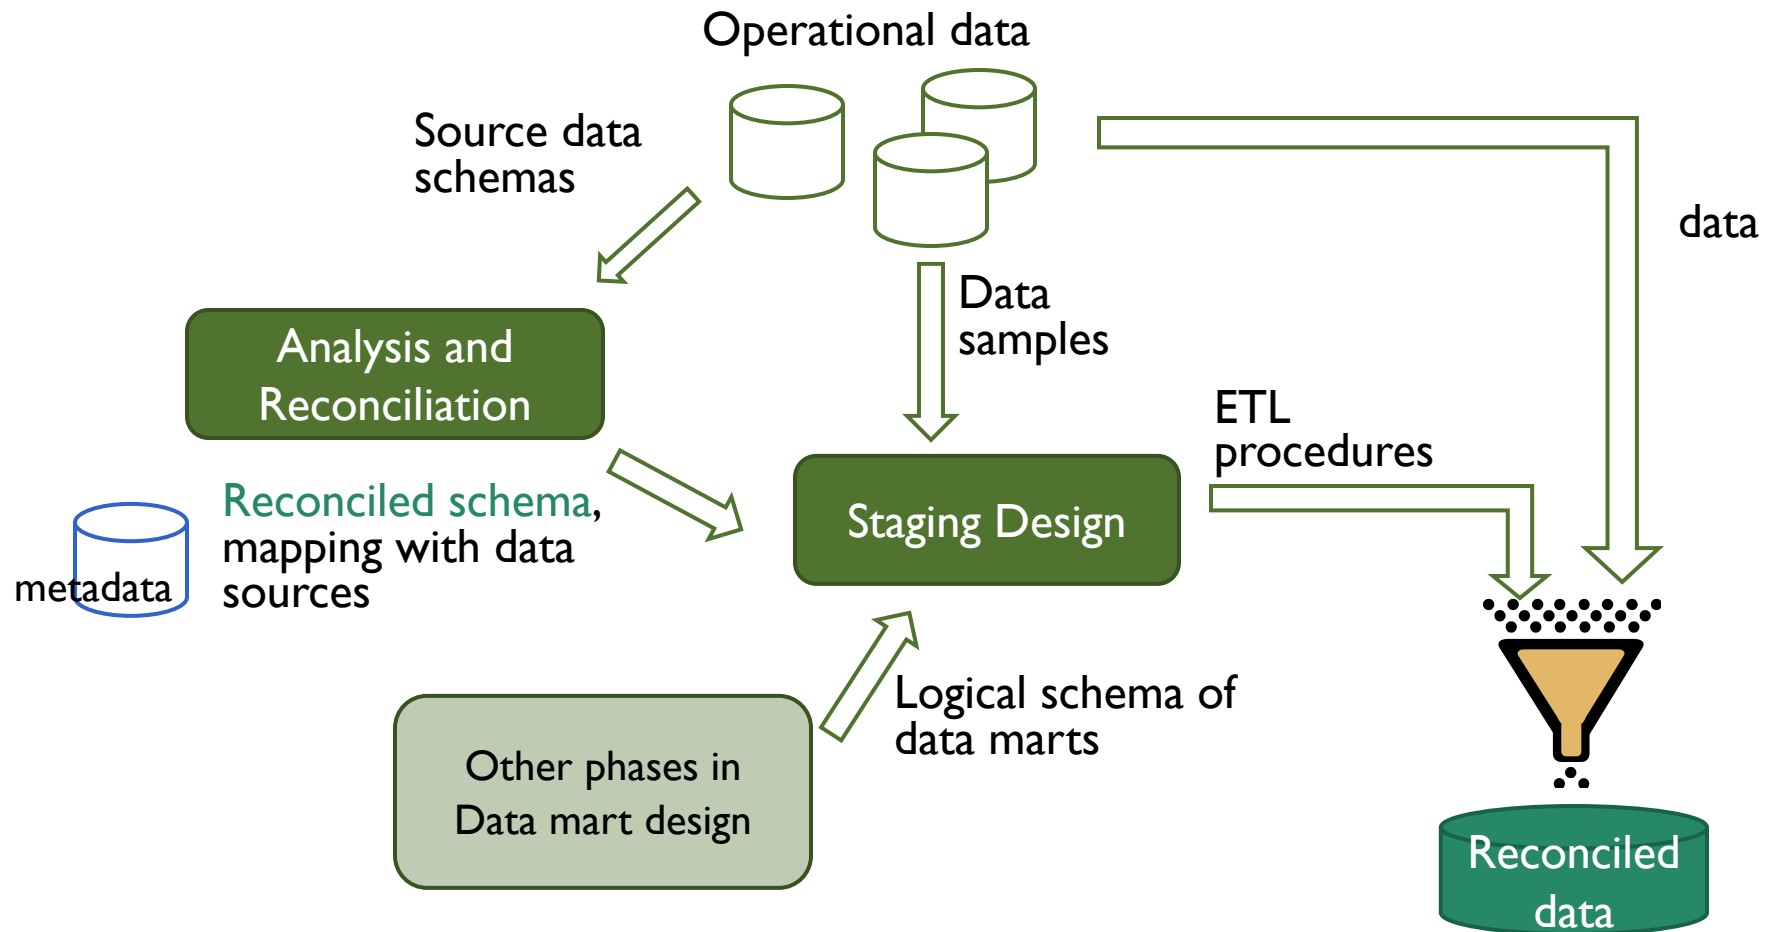 Operational data
Source data
schemas
data
Data
samples
Analysis and
Reconciliation
ETL
procedures
Reconciled schema,
mapping with data
sources
metadata
Staging Design
Logical schema of
data marts
Other phases in
Data mart design
Reconciled
data